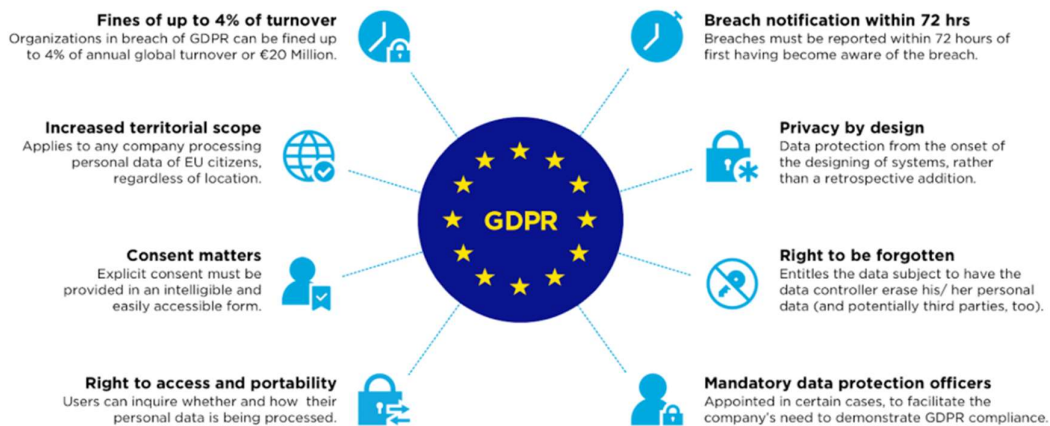 Fines of up to 4% of turnover
Organizations in breach of GDPR can be fined up
to 4% of annual global turnover or €20 Million.
Breach notification within 72 hrs
Breaches must be reported within 72 hours of
first having become aware of the breach.
Increased territorial scope
Applies to any company processing
personal data of EU citizens,
regardless of location.
Privacy by design
Data protection from the onset
of the designing of systems, rather
than a retrospective addition.
GDPR
Consent matters
Explicit consent must be
provided in an intelligible and
easily accessible form.
Right to be forgotten
Entitles the data subject to have the
data controller erase his/ her personal
data (and potentially third parties, too).
Right to access and portability
Users can inquire whether and how their
personal data is being processed.
Mandatory data protection officers
Appointed in certain cases, to facilitate the
company's need to demonstrate GDPR compliance.